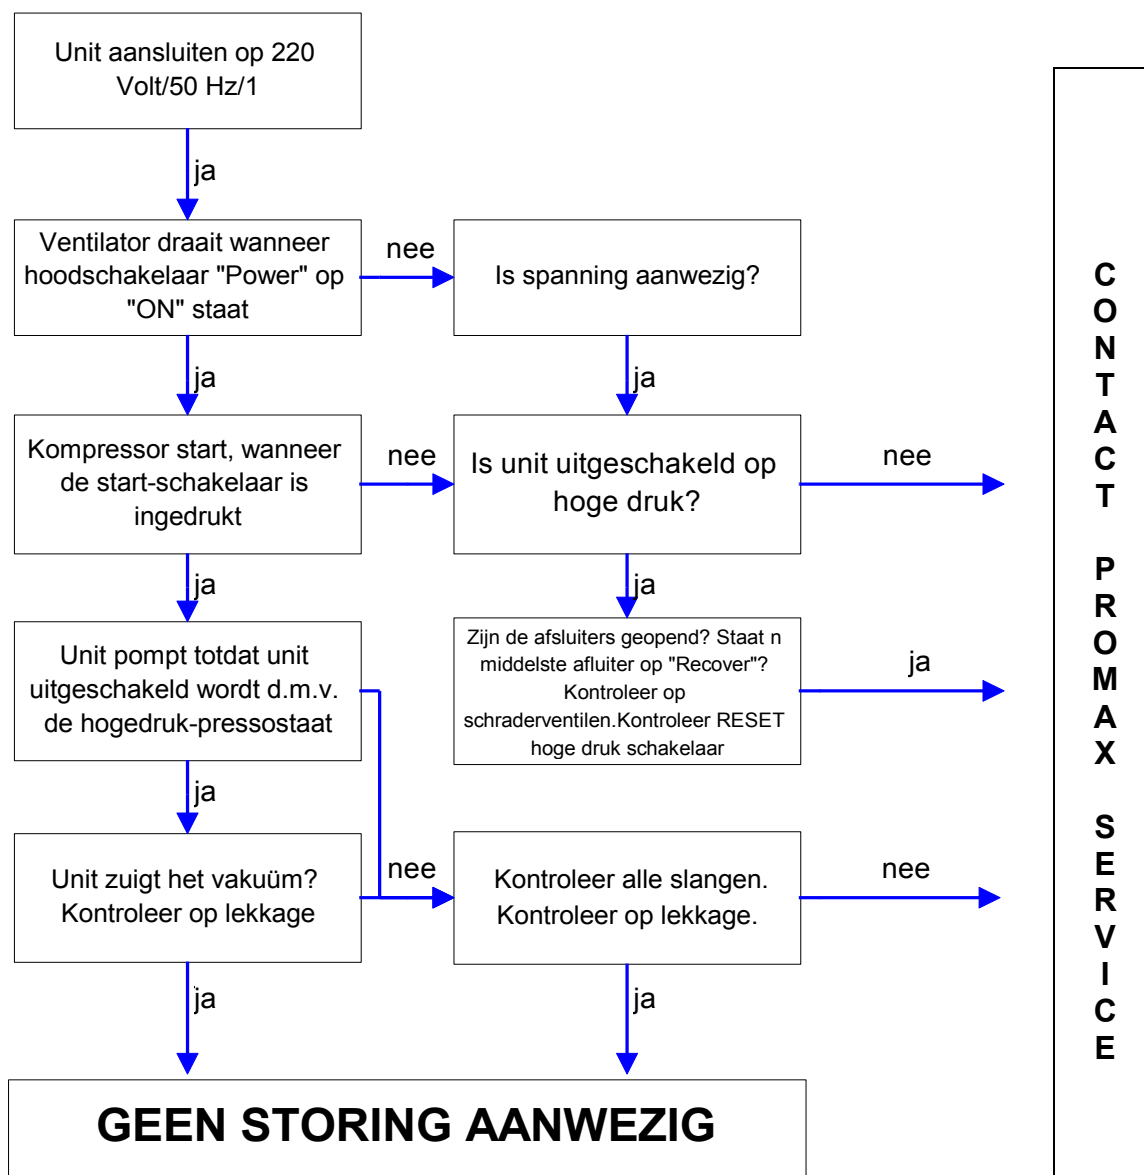 Unit aansluiten op 220
Volt/50 Hz/1
ja
Ventilator draait wanneer
hoodschakelaar "Power" op
"ON" staat
nee
Is spanning aanwezig?
ja
ja
Kompressor start, wanneer
de start-schakelaar is
ingedrukt
nee
Is unit uitgeschakeld op
hoge druk?
nee
ja
ja
Unit pompt totdat unit
uitgeschakeld wordt d.m.v.
de hogedruk-pressostaat
Zijn de afsluiters geopend? Staat n
middelste afluiter op "Recover"?
Kontroleer op
schraderventilen.Kontroleer RESET
hoge druk schakelaar
ja
ja
Unit zuigt het vakuüm?
Kontroleer op lekkage
nee
Kontroleer alle slangen.
Kontroleer op lekkage.
nee
ja
ja
GEEN STORING AANWEZIG
CONTACT PROMAX SERVICE